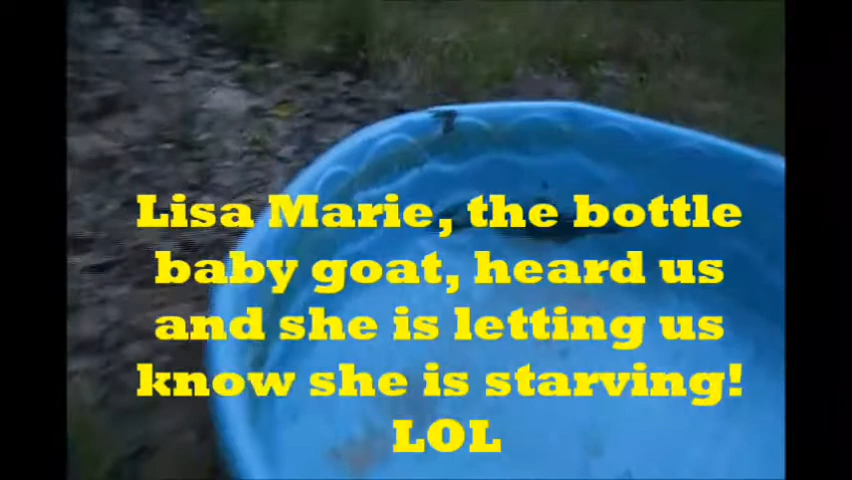 Lisa Marie, the bottle
baby goat, heard us
and she is letting us
know she is starving!
LOL